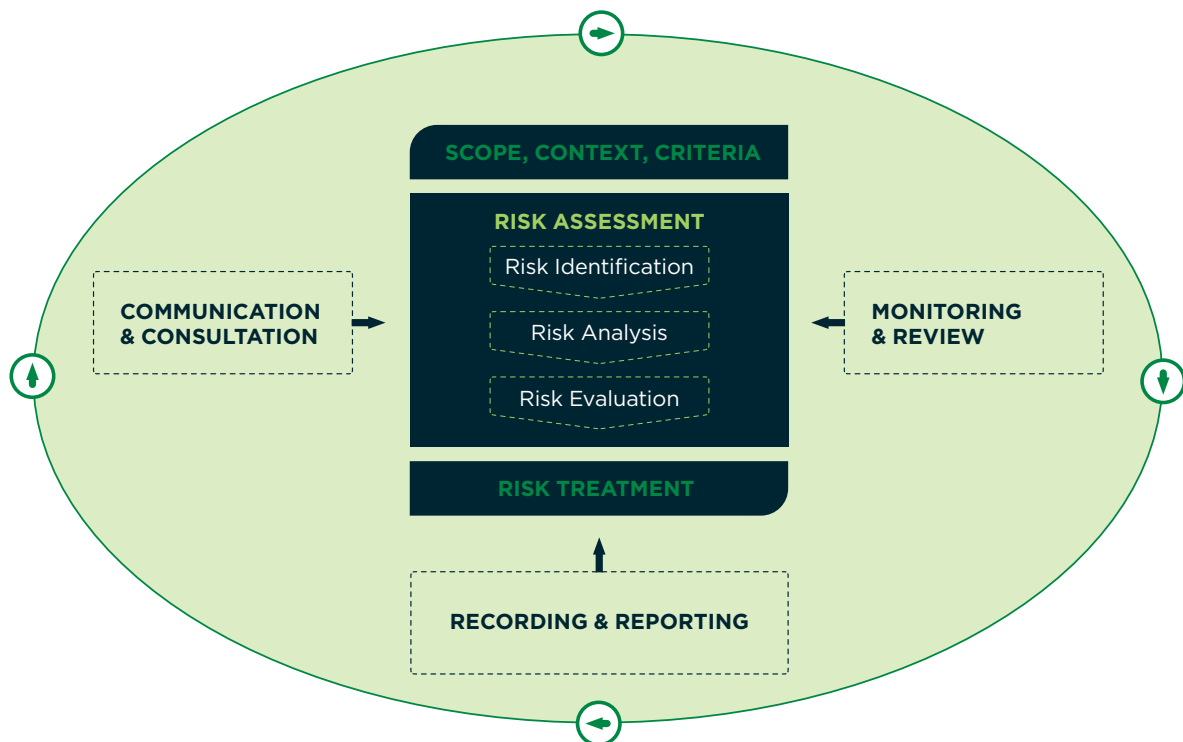 SCOPE, CONTEXT, CRITERIA
RISK ASSESSMENT
Risk Identification
Risk Analysis
Risk Evaluation
RISK TREATMENT
COMMUNICATION
& CONSULTATION
MONITORING
& REVIEW
RECORDING & REPORTING